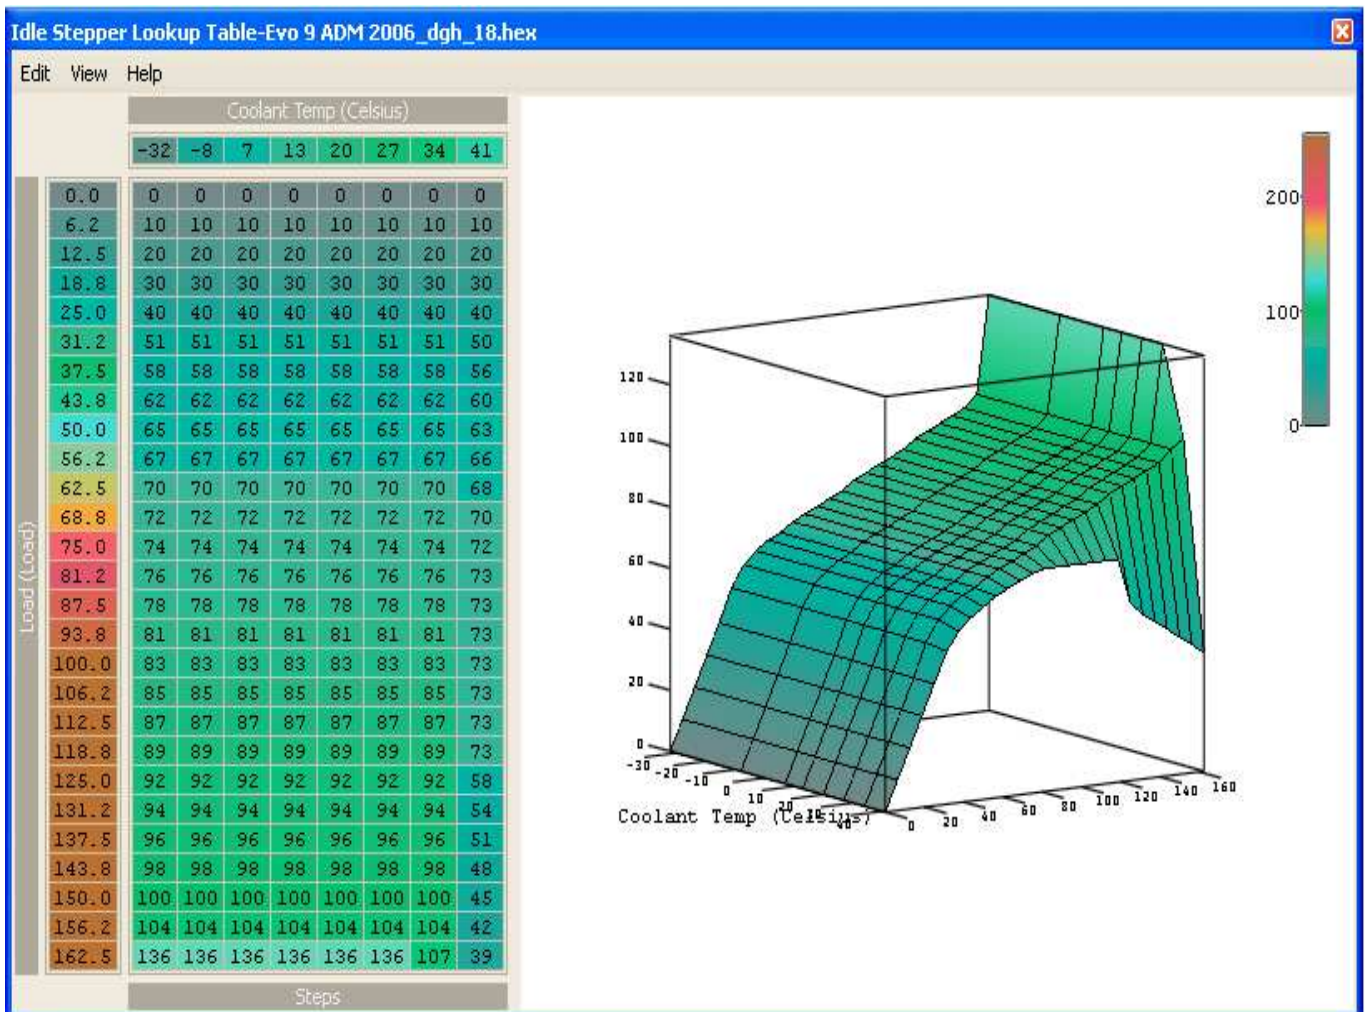 Idle Stepper Lookup Table-Evo 9 ADM 2006_dgh_18.hex
Edit View Help
Coolant Temp (Celsius)
-32 -8 7 13 20 27 34 41
0.0 0 0 0 0 0 0 0 0
6.2 10 10 10 10 10 10 10 10
12.5 20 20 20 20 20 20 20 20
18.8 30 30 30 30 30 30 30 30
25.0 40 40 40 40 40 40 40 40
31.2 51 51 51 51 51 51 51 50
37.5 58 58 58 58 58 58 58 56
43.8 62 62 62 62 62 62 62 60
50.0 65 65 65 65 65 65 65 63
56.2 67 67 67 67 67 67 67 66
62.5 70 70 70 70 70 70 70 68
68.8 72 72 72 72 72 72 72 70
75.0 74 74 74 74 74 74 74 72
81.2 76 76 76 76 76 76 76 73
87.5 78 78 78 78 78 78 78 73
93.8 81 81 81 81 81 81 81 73
100.0 83 83 83 83 83 83 83 73
106.2 85 85 85 85 85 85 85 73
112.5 87 87 87 87 87 87 87 73
118.8 89 89 89 89 89 89 89 73
125.0 92 92 92 92 92 92 92 58
131.2 94 94 94 94 94 94 94 54
137.5 96 96 96 96 96 96 96 51
143.8 98 98 98 98 98 98 98 48
150.0 100 100 100 100 100 100 100 45
156.2 104 104 104 104 104 104 104 42
162.5 136 136 136 136 136 136 107 39
Load (Load)
Steps
200
100
0
120
100
80
60
40
20
0
-30 -20 -10 0 10 20 30 40
Coolant Temp (Celsius)
0 20 40 60 80 100 120 140 160